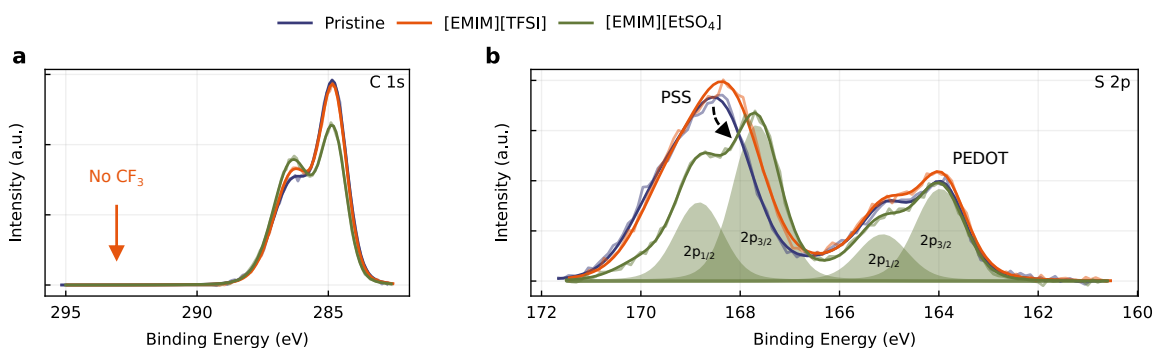 Pristine [EMIM][TFSI] [EMIM][EtSO₄]
a
C 1s
No CF₃
Intensity (a.u.)
295 290 285
Binding Energy (eV)
b
S 2p
PSS
PEDOT
2p₁/₂
2p₃/₂
2p₁/₂
2p₃/₂
Intensity (a.u.)
172 170 168 166 164 162 160
Binding Energy (eV)